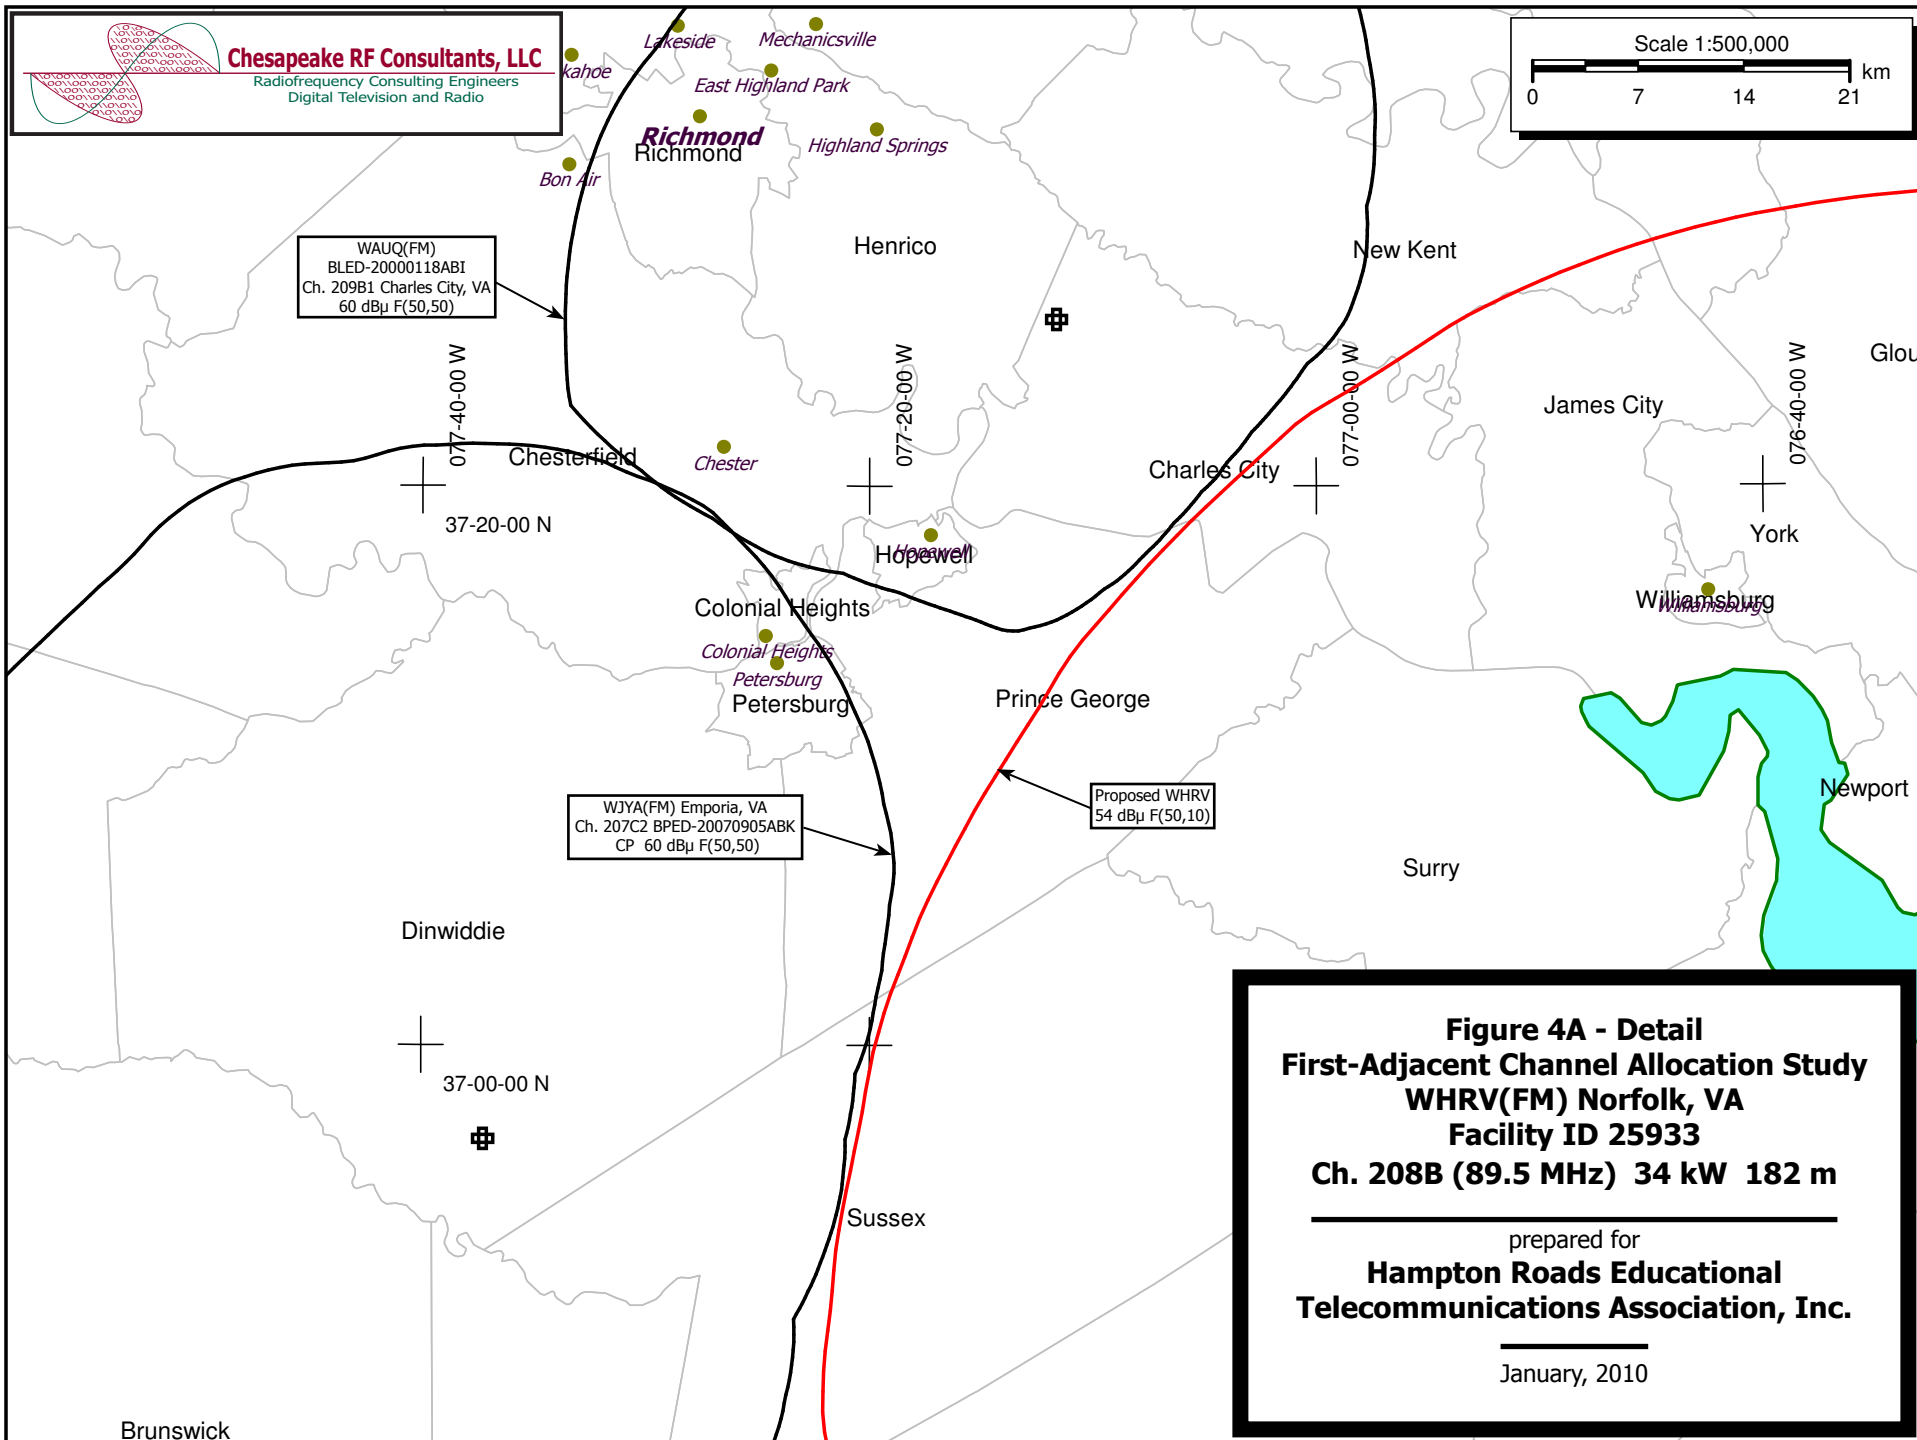 Chesapeake RF Consultants, LLC
Radiofrequency Consulting Engineers
Digital Television and Radio
kahoe
Lakeside
Mechanicsville
East Highland Park
Richmond
Richmond
Highland Springs
Bon Air
Scale 1:500,000
km
0 7 14 21
WAUQ(FM)
BLED-20000118ABI
Ch. 209B1 Charles City, VA
60 dBµ F(50,50)
Henrico
New Kent
Glou
077-40-00 W
077-20-00 W
077-00-00 W
076-40-00 W
James City
Chesterfield
Chester
Charles City
37-20-00 N
York
Hopewell
Hopewell
Williamsburg
Williamsburg
Colonial Heights
Colonial Heights
Petersburg
Petersburg
Prince George
Newport
WJYA(FM) Emporia, VA
Ch. 207C2 BPED-20070905ABK
CP 60 dBµ F(50,50)
Proposed WHRV
54 dBµ F(50,10)
Surry
Dinwiddie
37-00-00 N
Sussex
Brunswick
Figure 4A - Detail
First-Adjacent Channel Allocation Study
WHRV(FM) Norfolk, VA
Facility ID 25933
Ch. 208B (89.5 MHz) 34 kW 182 m
prepared for
Hampton Roads Educational
Telecommunications Association, Inc.
January, 2010